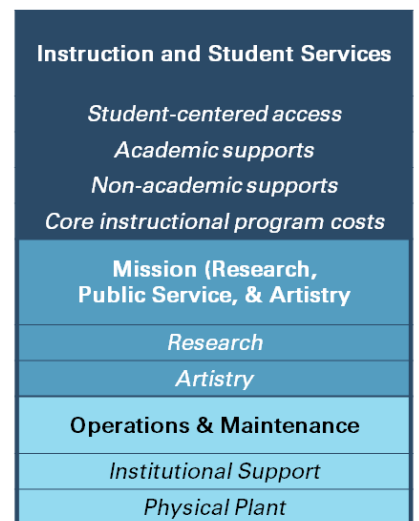 Instruction and Student Services
Student-centered access
Academic supports
Non-academic supports
Core instructional program costs
Mission (Research,
Public Service, & Artistry
Research
Artistry
Operations & Maintenance
Institutional Support
Physical Plant